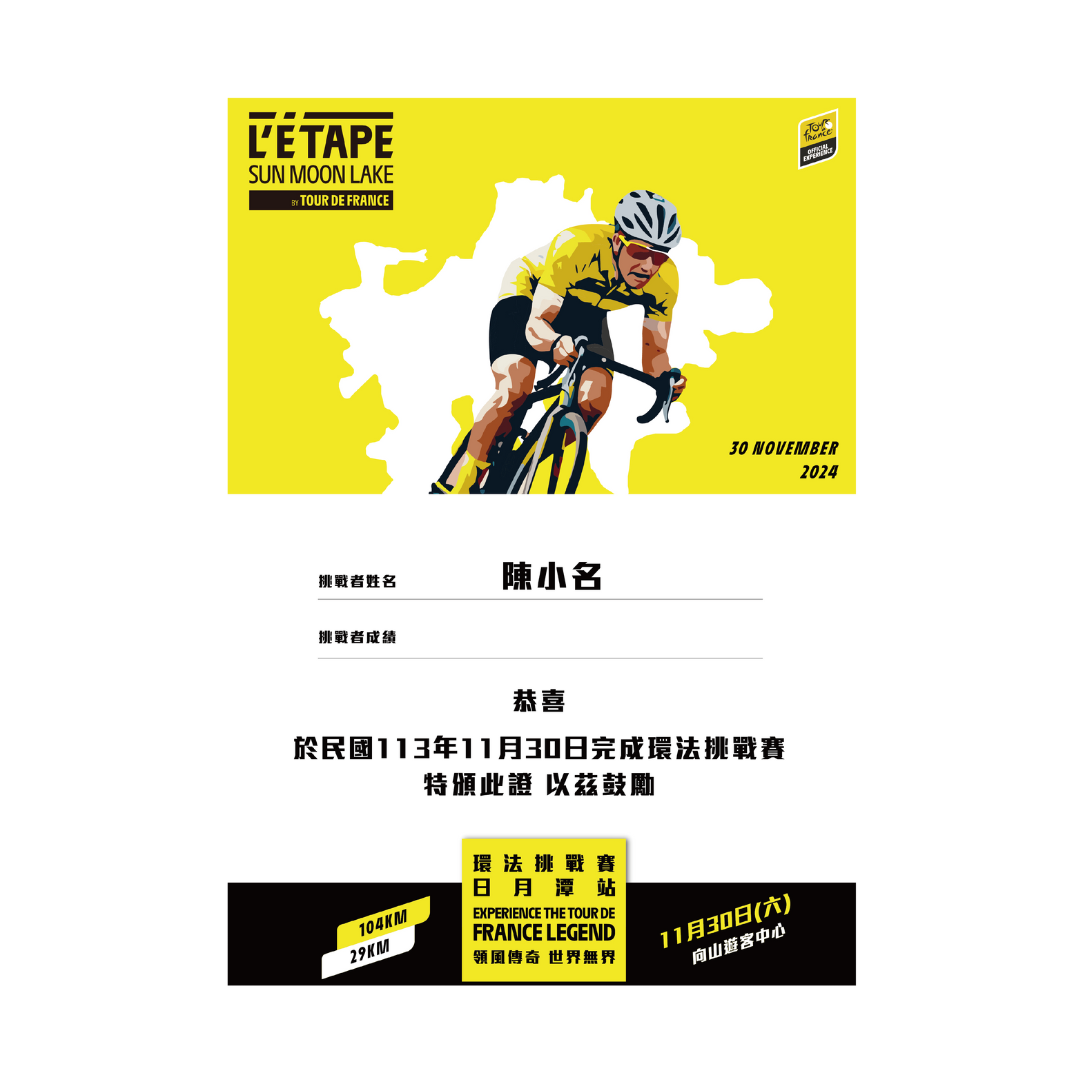 L'ÉTAPE
SUN MOON LAKE
BY TOUR DE FRANCE
TOUR DE FRANCE
OFFICIAL
EXPERIENCE
30 NOVEMBER
2024
挑戰者姓名 陳小名
挑戰者成績
恭喜
於民國113年11月30日完成環法挑戰賽
特頒此證 以茲鼓勵
104KM
29KM
環法挑戰賽
日月潭站
EXPERIENCE THE TOUR DE
FRANCE LEGEND
領風傳奇 世界無界
11月30日(六)
向山遊客中心